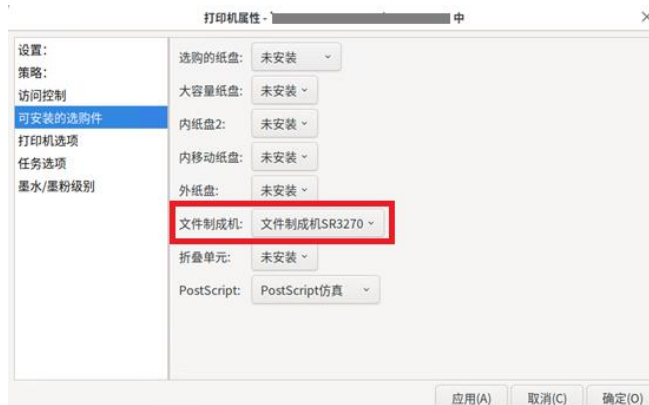 打印机属性 - 中
设置：
策略：
访问控制
可安装的选购件
打印机选项
任务选项
墨水/墨粉级别
选购的纸盘: 未安装
大容量纸盘: 未安装
内纸盘2: 未安装
内移动纸盘: 未安装
外纸盘: 未安装
文件制成机: 文件制成机SR3270
折叠单元: 未安装
PostScript: PostScript仿真
应用(A) 取消(C) 确定(O)